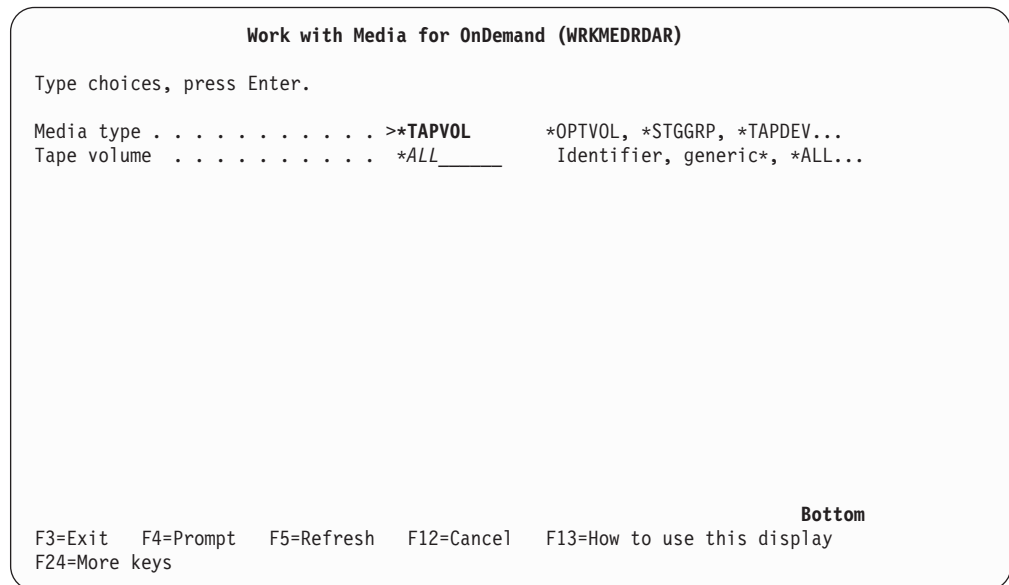 Work with Media for OnDemand (WRKMEDRDAR)
Type choices, press Enter.
Media type . . . . . . . . . . . >*TAPVOL *OPTVOL, *STGGRP, *TAPDEV...
Tape volume . . . . . . . . . . *ALL______ Identifier, generic*, *ALL...
Bottom
F3=Exit F4=Prompt F5=Refresh F12=Cancel F13=How to use this display
F24=More keys